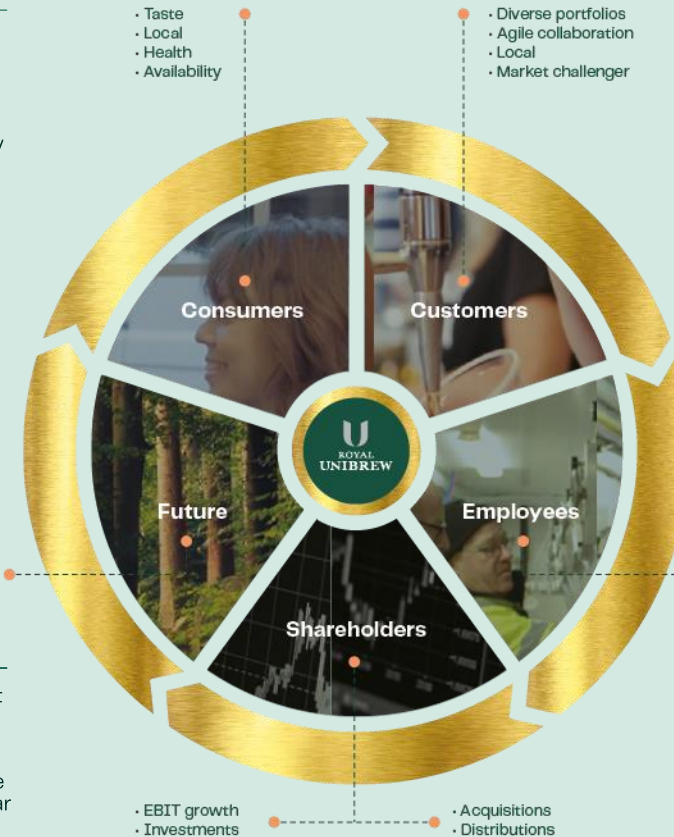 · Taste
· Local
· Health
· Availability
· Diverse portfolios
· Agile collaboration
· Local
· Market challenger
Consumers
Customers
ROYAL
UNIBREW
Future
Employees
Shareholders
· EBIT growth
· Investments
· Acquisitions
· Distributions